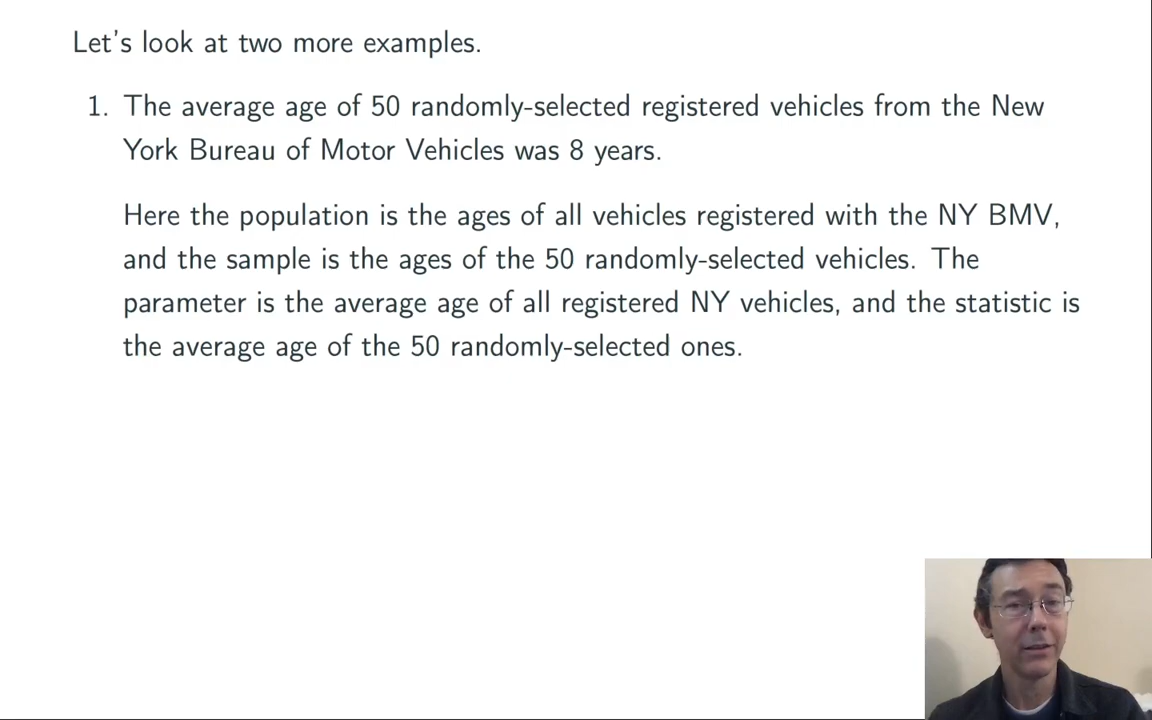 Let's look at two more examples.
1. The average age of 50 randomly-selected registered vehicles from the New
York Bureau of Motor Vehicles was 8 years.
Here the population is the ages of all vehicles registered with the NY BMV,
and the sample is the ages of the 50 randomly-selected vehicles. The
parameter is the average age of all registered NY vehicles, and the statistic is
the average age of the 50 randomly-selected ones.